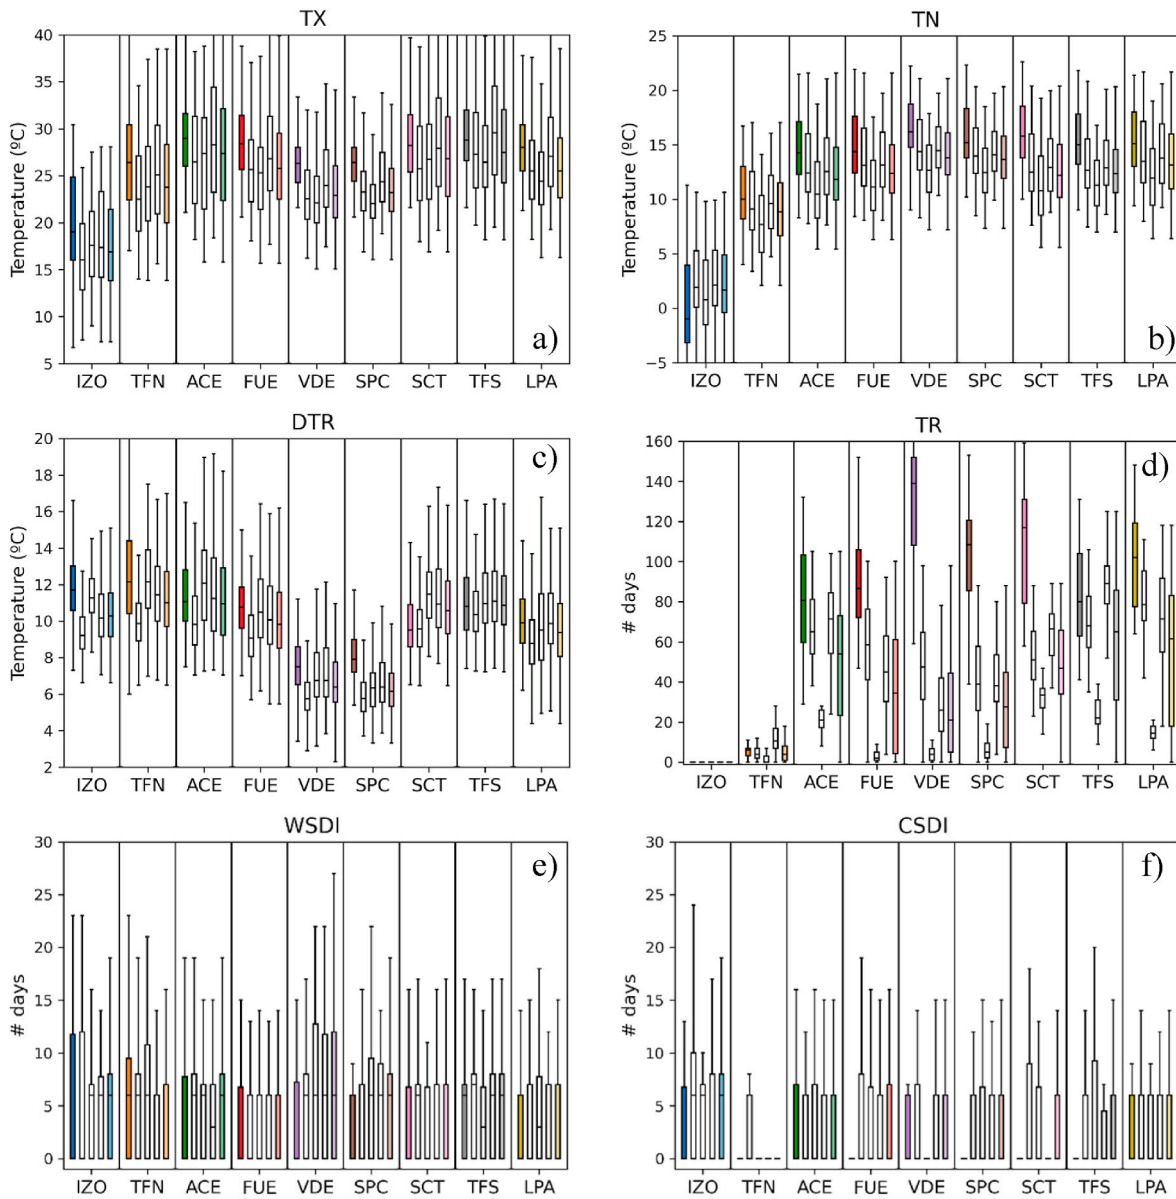 TX
Temperature (ºC)
40
35
30
25
20
15
10
5
a)
IZO TFN ACE FUE VDE SPC SCT TFS LPA
TN
Temperature (ºC)
25
20
15
10
5
0
−5
b)
IZO TFN ACE FUE VDE SPC SCT TFS LPA
DTR
Temperature (ºC)
20
18
16
14
12
10
8
6
4
2
c)
IZO TFN ACE FUE VDE SPC SCT TFS LPA
TR
# days
160
140
120
100
80
60
40
20
0
d)
IZO TFN ACE FUE VDE SPC SCT TFS LPA
WSDI
# days
30
25
20
15
10
5
0
e)
IZO TFN ACE FUE VDE SPC SCT TFS LPA
CSDI
# days
30
25
20
15
10
5
0
f)
IZO TFN ACE FUE VDE SPC SCT TFS LPA